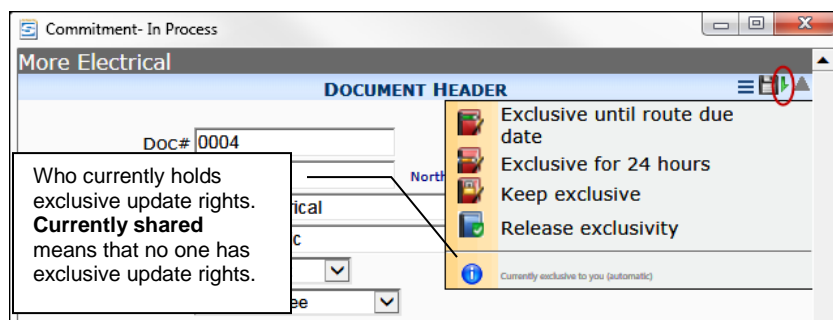 Commitment- In Process
More Electrical
DOCUMENT HEADER
Exclusive until route due
date
Doc# 0004
Exclusive for 24 hours
North
Keep exclusive
Release exclusivity
Currently exclusive to you (automatic)
Who currently holds
exclusive update rights.
Currently shared
means that no one has
exclusive update rights.
rical
c
ee